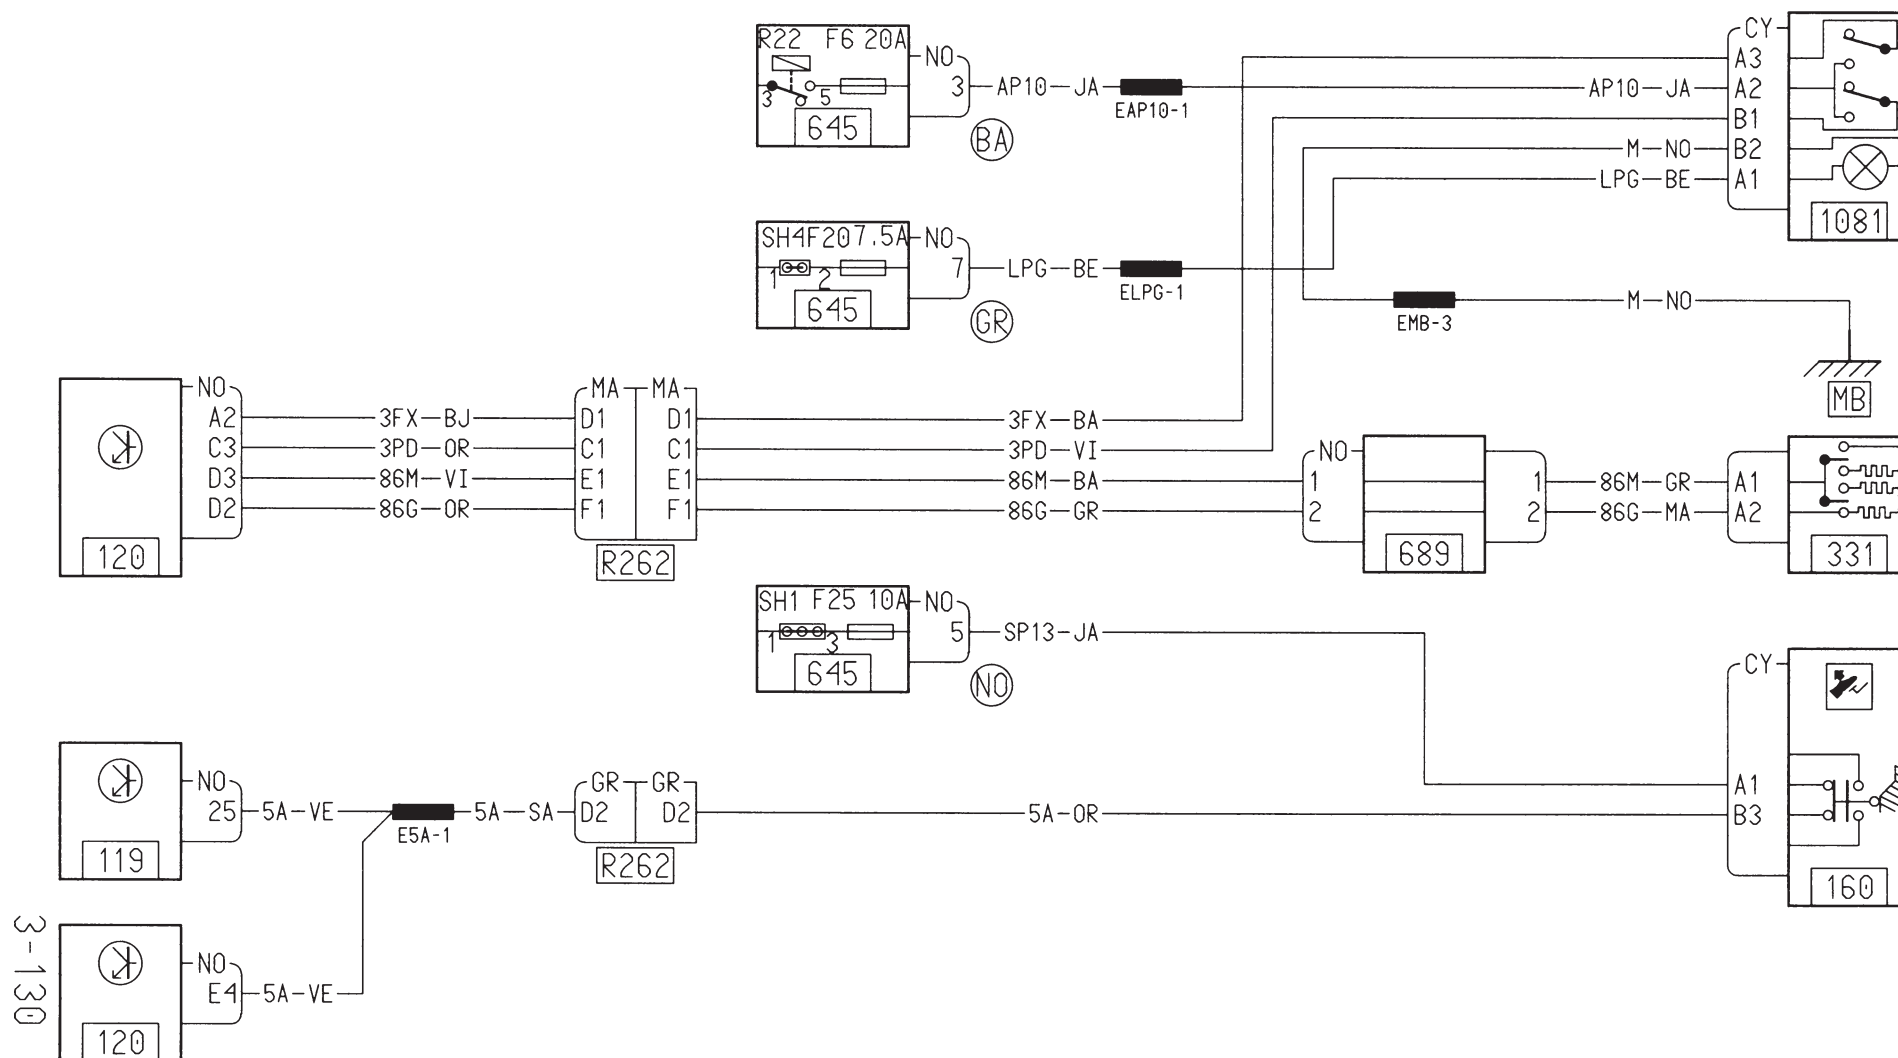 R22 F6 20A NO
3 5
3 AP10-JA
EAP10-1
645
BA
CY
A3
AP10-JA A2
B1
M-NO B2
LPG-BE A1
1081
SH4 F20 7.5A NO
1 2
7 LPG-BE
ELPG-1
645
GR
EMB-3
M-NO
MB
NO MA MA
A2 3FX-BJ D1 D1 3FX-BA
C3 3PD-OR C1 C1 3PD-VI
D3 86M-VI E1 E1 86M-BA
D2 86G-OR F1 F1 86G-GR
120
R262
NO
1 1 86M-GR A1
2 2 86G-MA A2
689
331
SH1 F25 10A NO
1 3
5 SP13-JA
645
NO
CY
A1
B3
160
NO GR GR
25 5A-VE 5A-SA D2 D2 5A-OR
E5A-1
119
R262
NO
E4 5A-VE
120
3-130